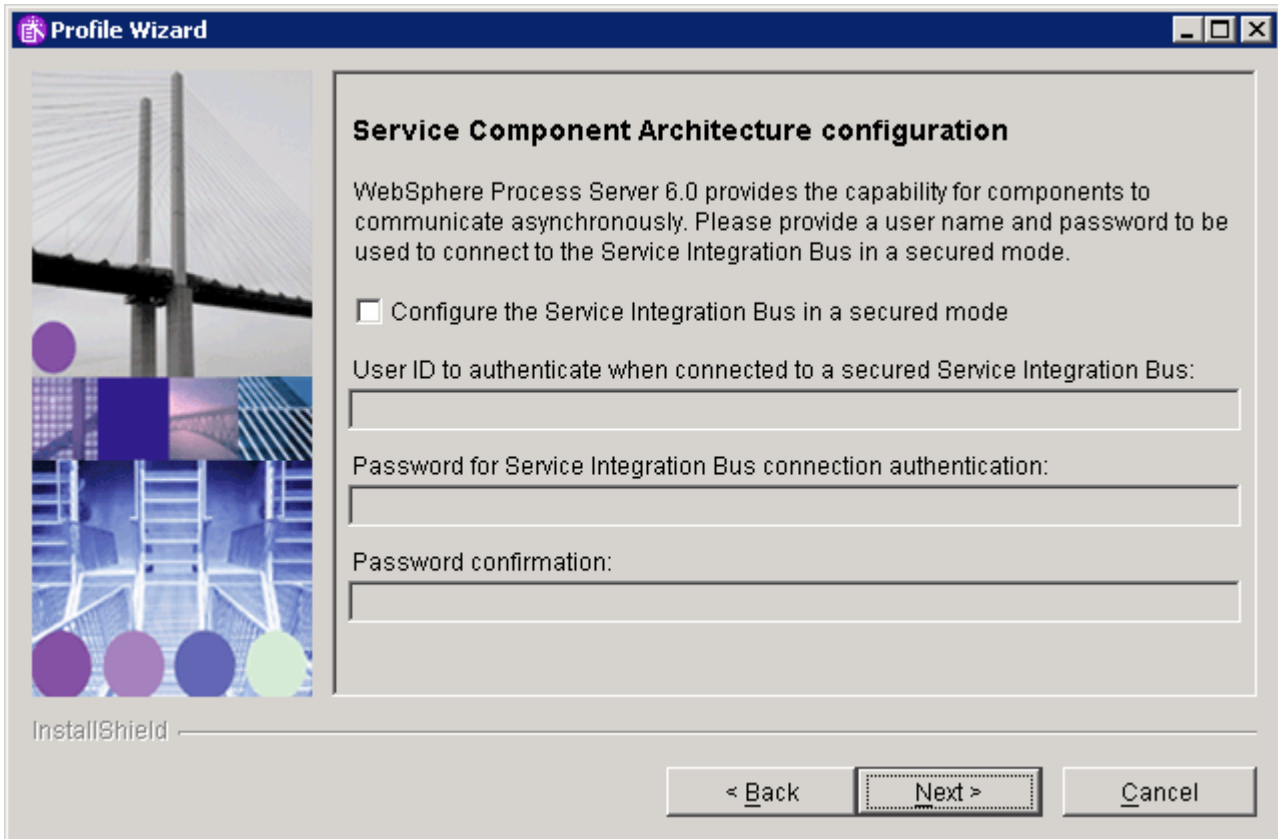 Profile Wizard
Service Component Architecture configuration
WebSphere Process Server 6.0 provides the capability for components to
communicate asynchronously. Please provide a user name and password to be
used to connect to the Service Integration Bus in a secured mode.
Configure the Service Integration Bus in a secured mode
User ID to authenticate when connected to a secured Service Integration Bus:
Password for Service Integration Bus connection authentication:
Password confirmation:
InstallShield
< Back
Next >
Cancel